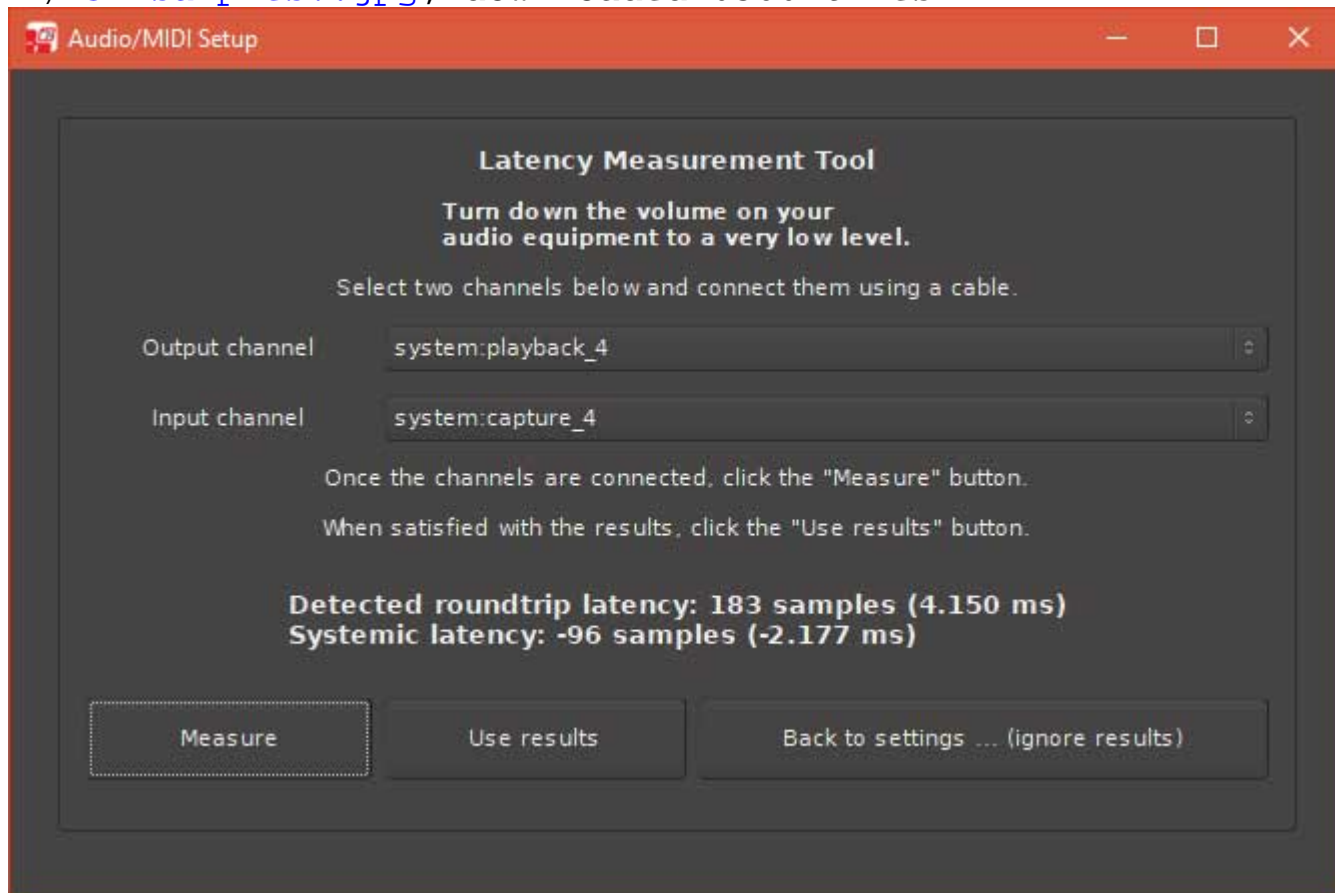 Audio/MIDI Setup
Latency Measurement Tool
Turn down the volume on your
audio equipment to a very low level.
Select two channels below and connect them using a cable.
Output channel system:playback_4
Input channel system:capture_4
Once the channels are connected, click the "Measure" button.
When satisfied with the results, click the "Use results" button.
Detected roundtrip latency: 183 samples (4.150 ms)
Systemic latency: -96 samples (-2.177 ms)
Measure Use results Back to settings ... (ignore results)